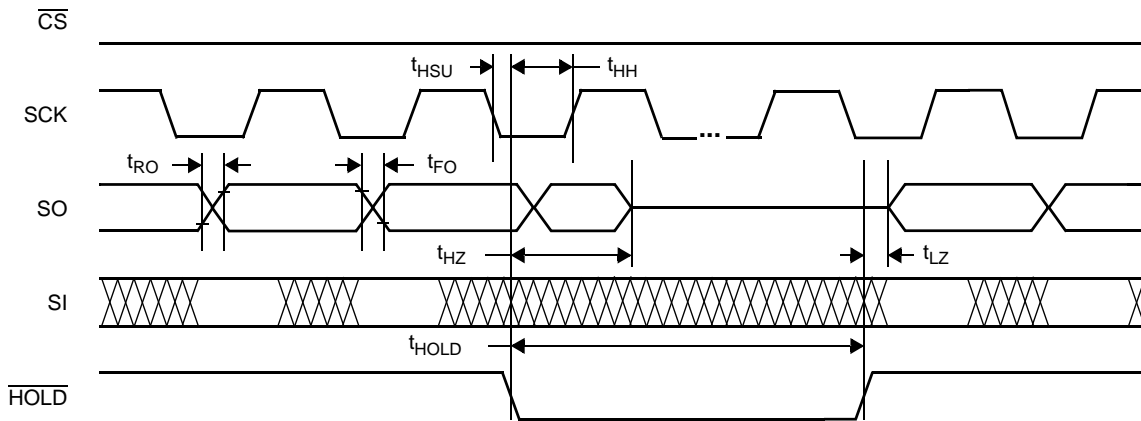 CS
tHSU
tHH
SCK
...
tRO
tFO
SO
tHZ
tLZ
SI
tHOLD
HOLD